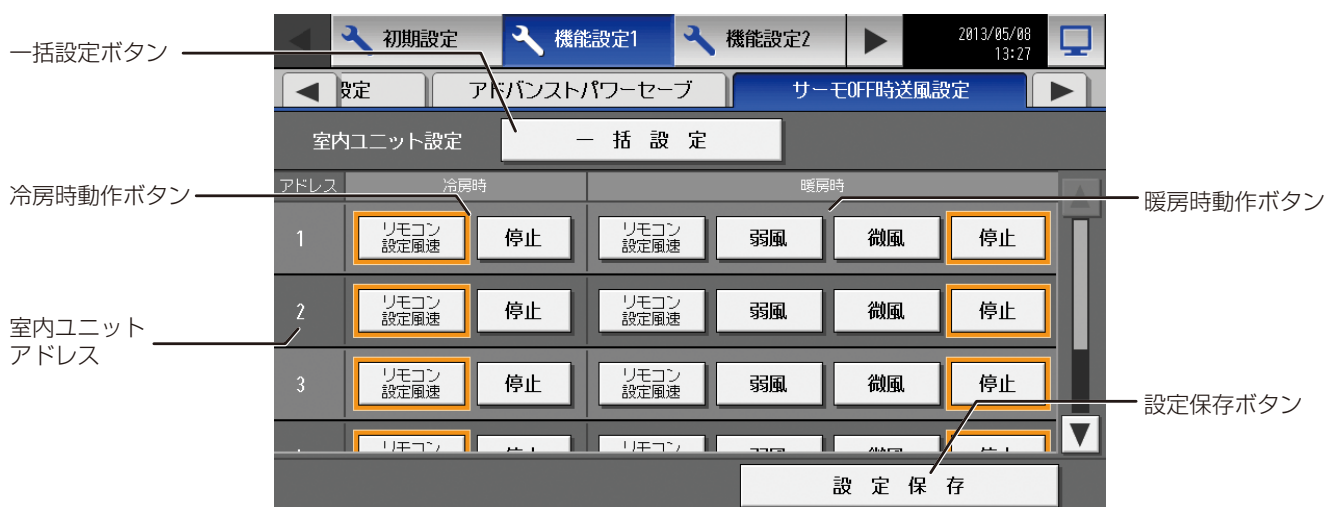 初期設定
機能設定1
機能設定2
2013/05/08
13:27
一括設定ボタン
設定
アドバンストパワーセーブ
サーモOFF時送風設定
室内ユニット設定
一 括 設 定
アドレス
冷房時
暖房時
冷房時動作ボタン
暖房時動作ボタン
1
リモコン
設定風速
停止
リモコン
設定風速
弱風
微風
停止
2
リモコン
設定風速
停止
リモコン
設定風速
弱風
微風
停止
室内ユニット
アドレス
3
リモコン
設定風速
停止
リモコン
設定風速
弱風
微風
停止
設定保存ボタン
リモコン
リモコン
設 定 保 存